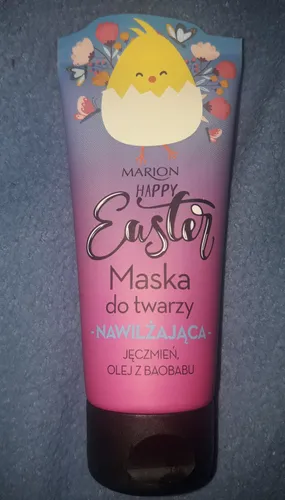 MARION
HAPPY
Easter
Maska
do twarzy
-NAWILŻAJĄCA-
JĘCZMIEŃ,
OLEJ Z BAOBABU